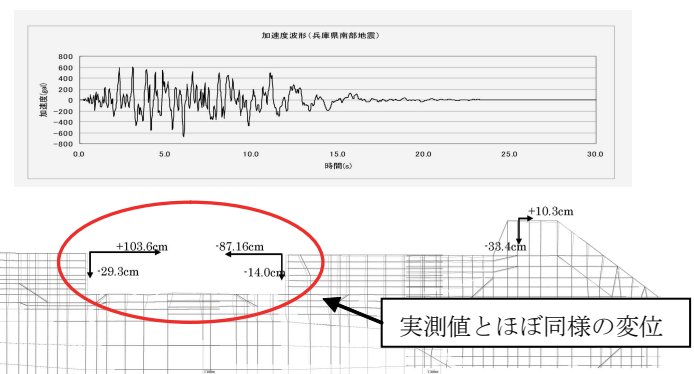 加速度波形(兵庫県南部地震)
加速度(gal)
800
600
400
200
0
-200
-400
-600
-800
0.0 5.0 10.0 15.0 20.0 25.0 30.0
時間(s)
+10.3cm
-33.4cm
+103.6cm -87.16cm
-29.3cm -14.0cm
実測値とほぼ同様の変位